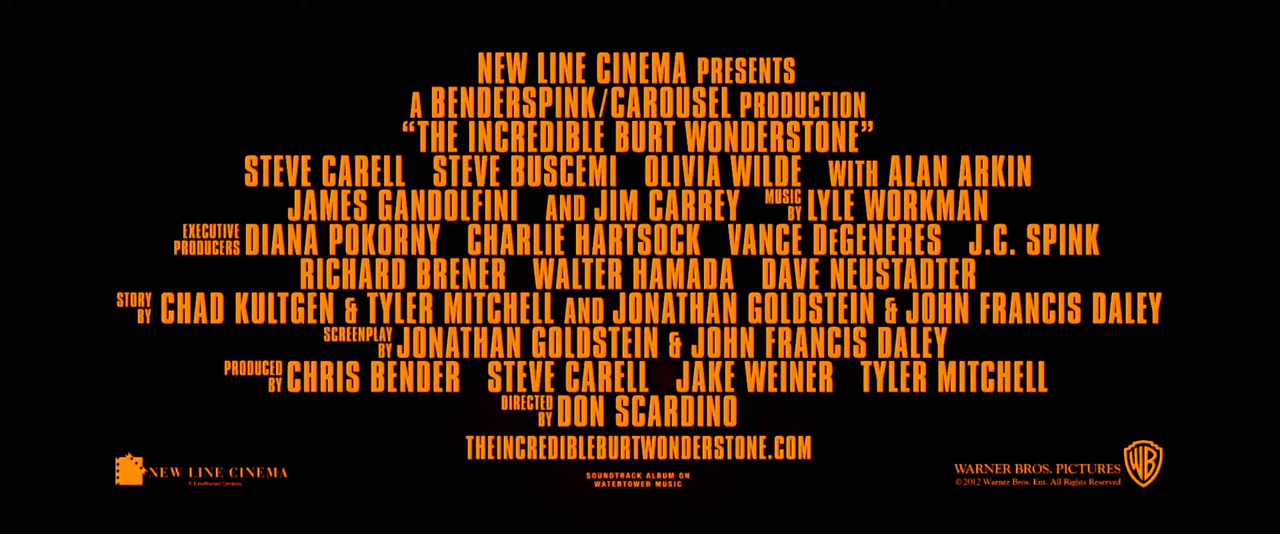 NEW LINE CINEMA PRESENTS
A BENDERSPINK/CAROUSEL PRODUCTION
“THE INCREDIBLE BURT WONDERSTONE”
STEVE CARELL STEVE BUSCEMI OLIVIA WILDE WITH ALAN ARKIN
JAMES GANDOLFINI AND JIM CARREY MUSIC BY LYLE WORKMAN
EXECUTIVE PRODUCERS DIANA POKORNY CHARLIE HARTSOCK VANCE DeGENERES J.C. SPINK
RICHARD BRENER WALTER HAMADA DAVE NEUSTADTER
STORY BY CHAD KULTGEN & TYLER MITCHELL AND JONATHAN GOLDSTEIN & JOHN FRANCIS DALEY
SCREENPLAY BY JONATHAN GOLDSTEIN & JOHN FRANCIS DALEY
PRODUCED BY CHRIS BENDER STEVE CARELL JAKE WEINER TYLER MITCHELL
DIRECTED BY DON SCARDINO
THEINCREDIBLEBURTWONDERSTONE.COM
NEW LINE CINEMA
A TimeWarner Company
SOUNDTRACK ALBUM ON
WATERTOWER MUSIC
WARNER BROS. PICTURES
©2012 Warner Bros. Ent. All Rights Reserved
WB